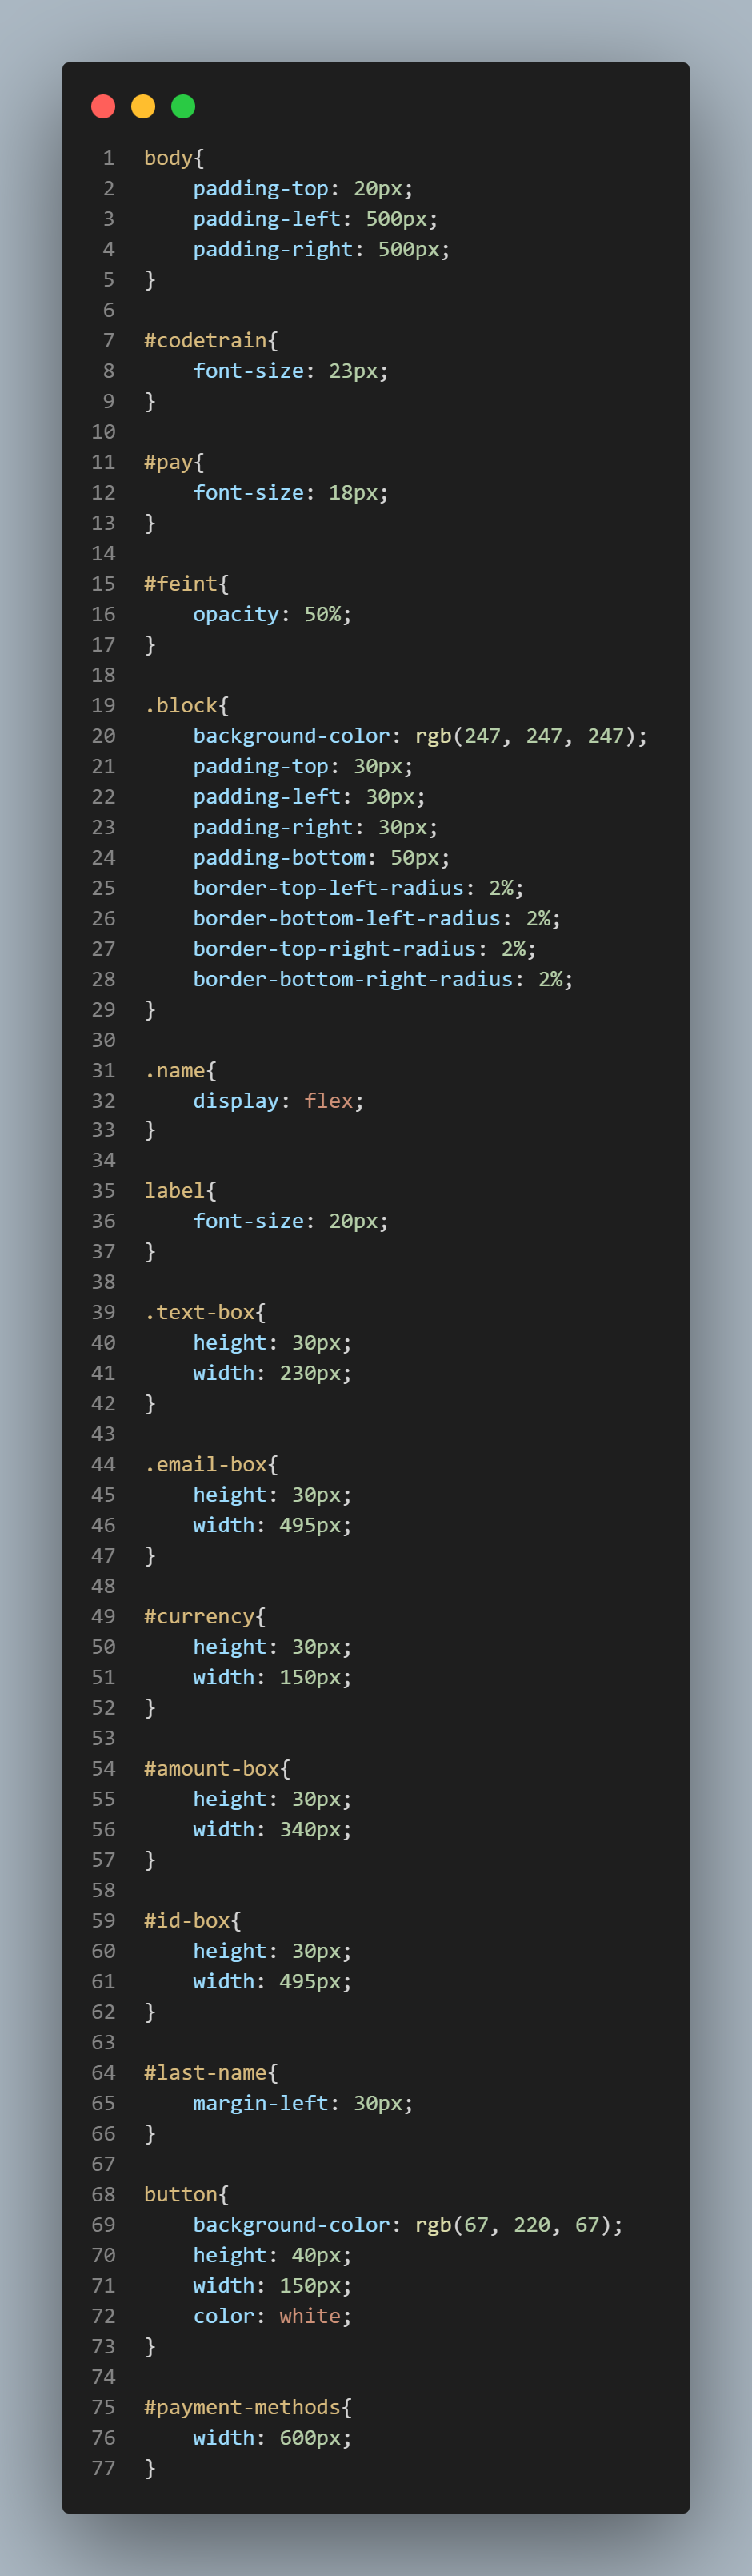 1 body{
2     padding-top: 20px;
3     padding-left: 500px;
4     padding-right: 500px;
5 }
6
7 #codetrain{
8     font-size: 23px;
9 }
10
11 #pay{
12     font-size: 18px;
13 }
14
15 #feint{
16     opacity: 50%;
17 }
18
19 .block{
20     background-color: rgb(247, 247, 247);
21     padding-top: 30px;
22     padding-left: 30px;
23     padding-right: 30px;
24     padding-bottom: 50px;
25     border-top-left-radius: 2%;
26     border-bottom-left-radius: 2%;
27     border-top-right-radius: 2%;
28     border-bottom-right-radius: 2%;
29 }
30
31 .name{
32     display: flex;
33 }
34
35 label{
36     font-size: 20px;
37 }
38
39 .text-box{
40     height: 30px;
41     width: 230px;
42 }
43
44 .email-box{
45     height: 30px;
46     width: 495px;
47 }
48
49 #currency{
50     height: 30px;
51     width: 150px;
52 }
53
54 #amount-box{
55     height: 30px;
56     width: 340px;
57 }
58
59 #id-box{
60     height: 30px;
61     width: 495px;
62 }
63
64 #last-name{
65     margin-left: 30px;
66 }
67
68 button{
69     background-color: rgb(67, 220, 67);
70     height: 40px;
71     width: 150px;
72     color: white;
73 }
74
75 #payment-methods{
76     width: 600px;
77 }